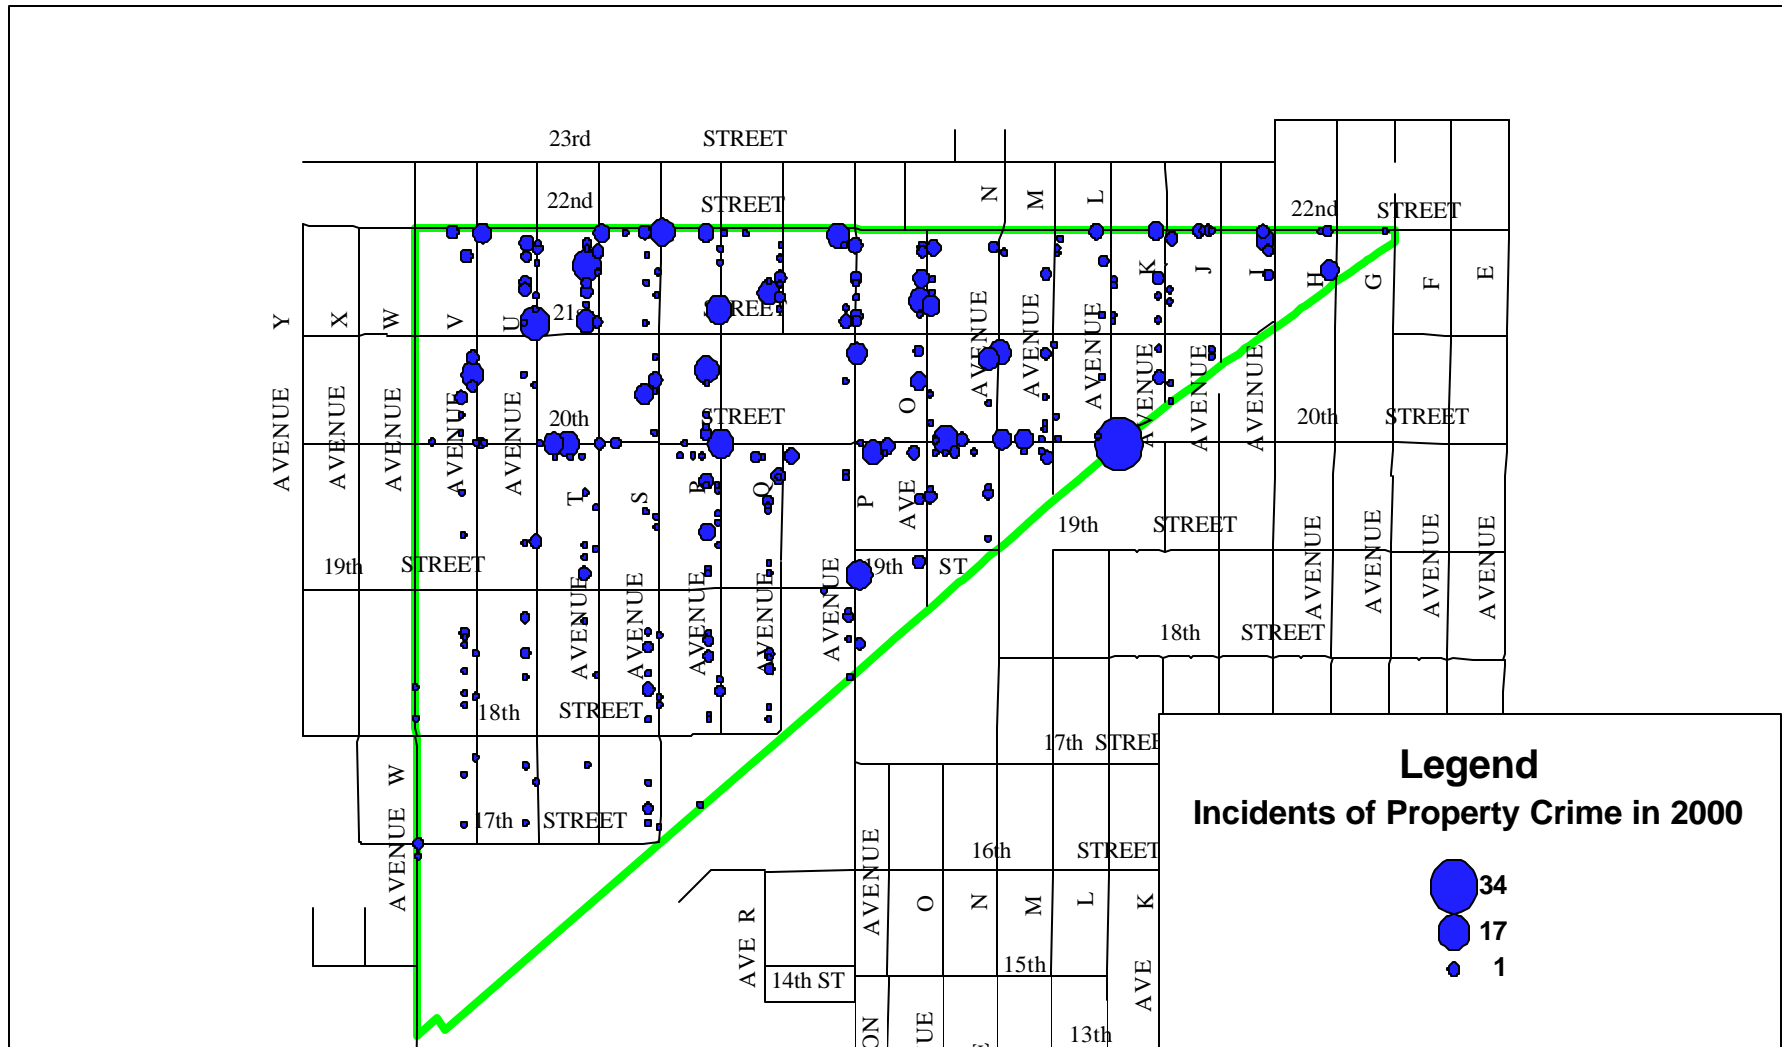 23rd STREET
22nd STREET
N M L
22nd STREET
K J I H G F E
Y X W V U
STREET
AVENUE AVENUE AVENUE
AVENUE AVENUE AVENUE AVENUE AVENUE AVENUE AVENUE AVENUE
O
20th STREET
20th STREET
T S R Q P
AVE
19th STREET
AVENUE AVENUE AVENUE AVENUE
19th STREET
19th ST
AVENUE AVENUE AVENUE AVENUE AVENUE
18th STREET
18th STREET
17th
AVENUE W
17th STREET
16th STREET
AVENUE
O N M L K
AVE R
15th
AVE K
14th ST
13th
ON
UE
Legend
Incidents of Property Crime in 2000
34
17
1